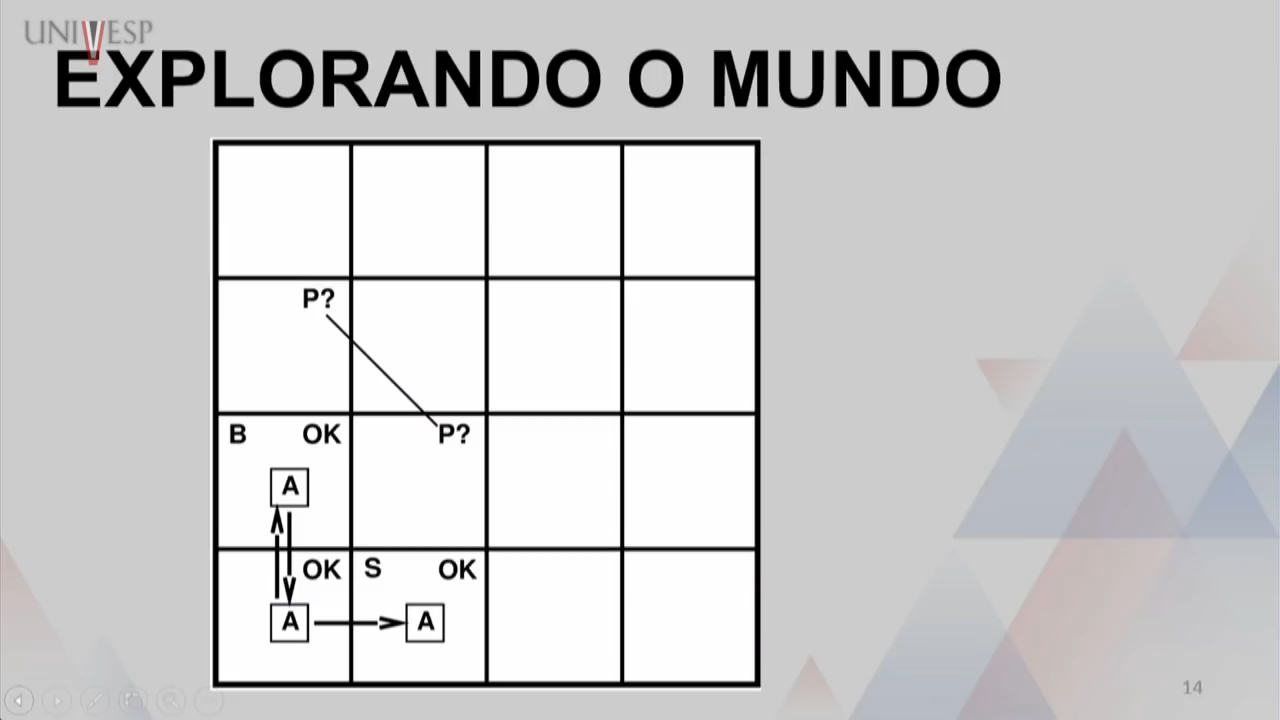 UNIVESP
EXPLORANDO O MUNDO
P?
B OK P?
A
OK S OK
A A
14